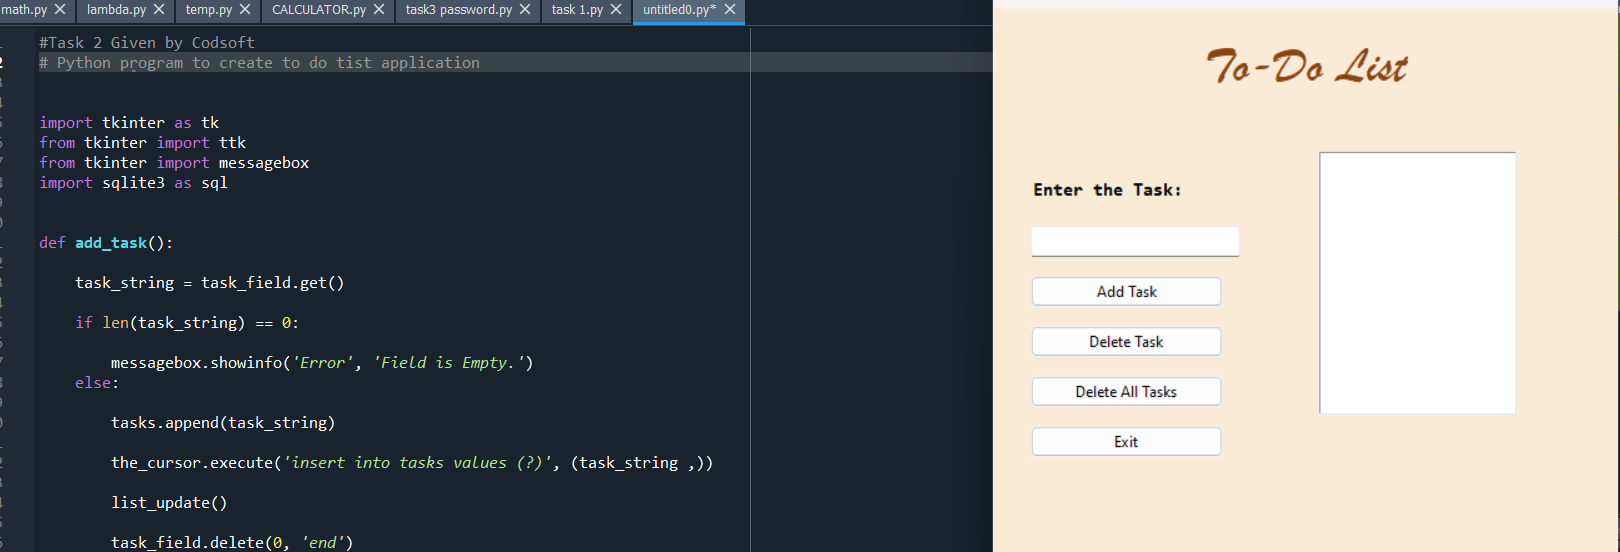 math.py lambda.py temp.py CALCULATOR.py task3 password.py task 1.py untitled0.py*
#Task 2 Given by Codsoft
# Python program to create to do tist application
import tkinter as tk
from tkinter import ttk
from tkinter import messagebox
import sqlite3 as sql
def add_task():
task_string = task_field.get()
if len(task_string) == 0:
messagebox.showinfo('Error', 'Field is Empty.')
else:
tasks.append(task_string)
the_cursor.execute('insert into tasks values (?)', (task_string ,))
list_update()
task_field.delete(0, 'end')
To-Do List
Enter the Task:
Add Task
Delete Task
Delete All Tasks
Exit